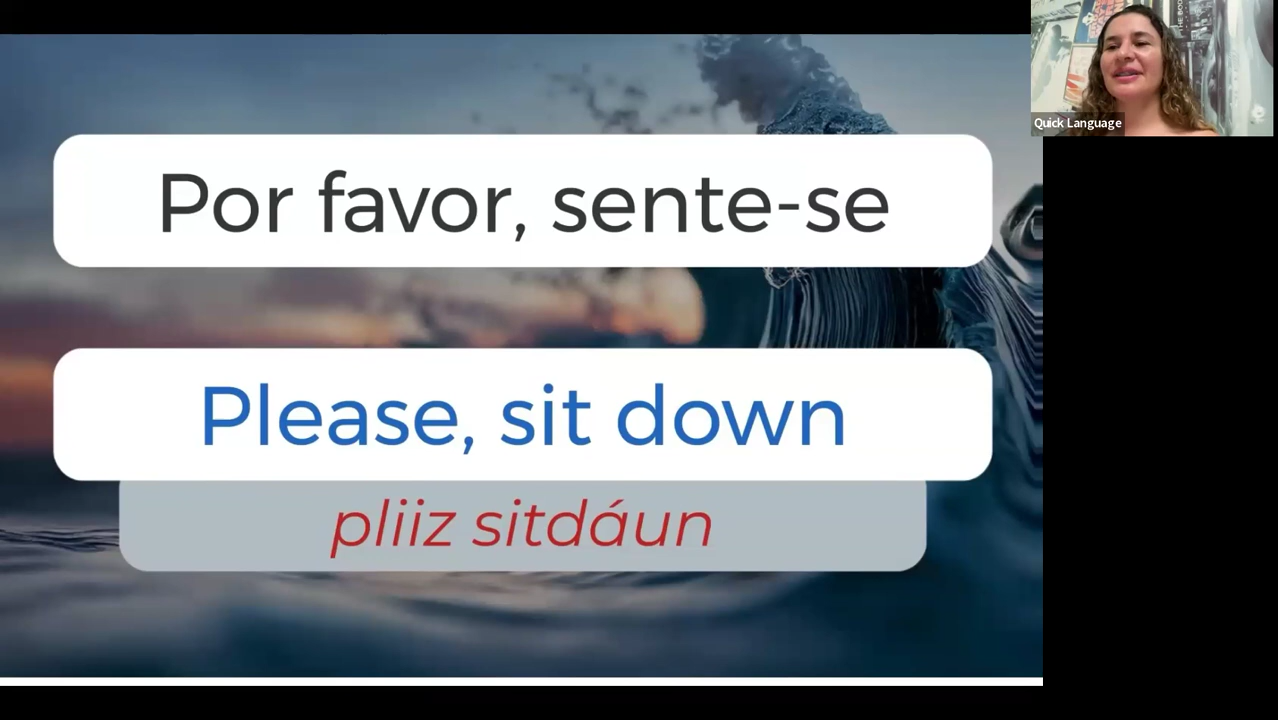 Por favor, sente-se
Please, sit down
pliiz sitdáun
Quick Language